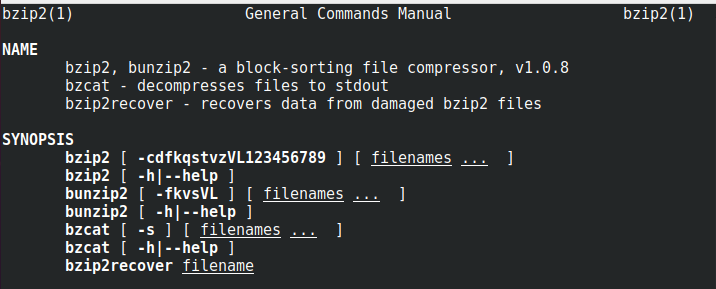 bzip2(1) General Commands Manual bzip2(1)
NAME
bzip2, bunzip2 - a block-sorting file compressor, v1.0.8
bzcat - decompresses files to stdout
bzip2recover - recovers data from damaged bzip2 files
SYNOPSIS
bzip2 [ -cdfkqstvzVL123456789 ] [ filenames ... ]
bzip2 [ -h|--help ]
bunzip2 [ -fkvsVL ] [ filenames ... ]
bunzip2 [ -h|--help ]
bzcat [ -s ] [ filenames ... ]
bzcat [ -h|--help ]
bzip2recover filename